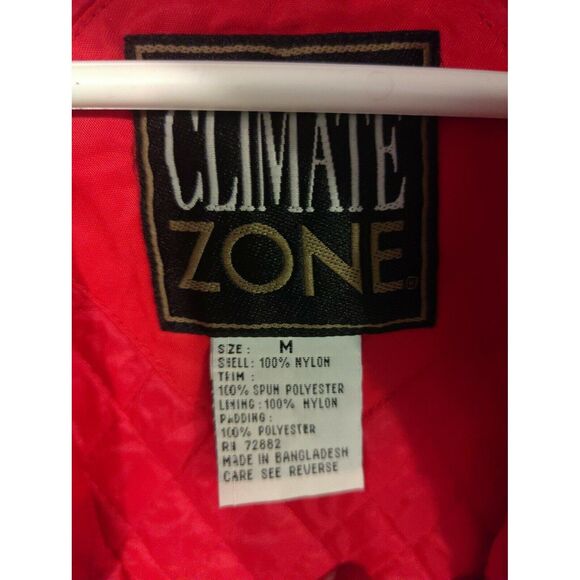 CLIMATE
ZONE
SIZE: M
SHELL: 100% NYLON
TRIM:
100% SPUN POLYESTER
LINING: 100% NYLON
PADDING:
100% POLYESTER
RN 72882
MADE IN BANGLADESH
CARE SEE REVERSE